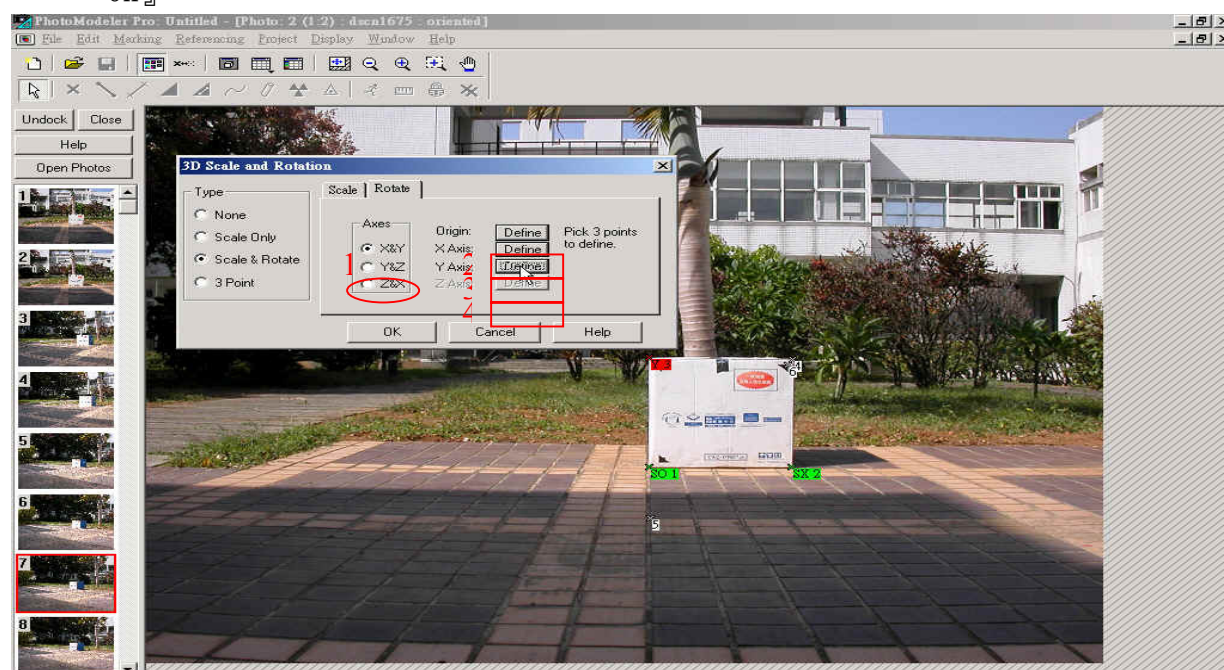 on』
PhotoModeler Pro: Untitled - [Photo: 2 (1:2) : dscn1675 : oriented]
File Edit Marking Referencing Project Display Window Help
Undock Close
Help
Open Photos
1
2
3
4
5
6
7
8
3D Scale and Rotation
Type
None
Scale Only
Scale & Rotate
3 Point
Scale Rotate
Axes
X&Y
Y&Z
Z&X
Origin: Define
X Axis: Define
Y Axis: Define
Z Axis: Define
Pick 3 points
to define.
1
OK Cancel Help
4
6
SO 1
SX 2
5